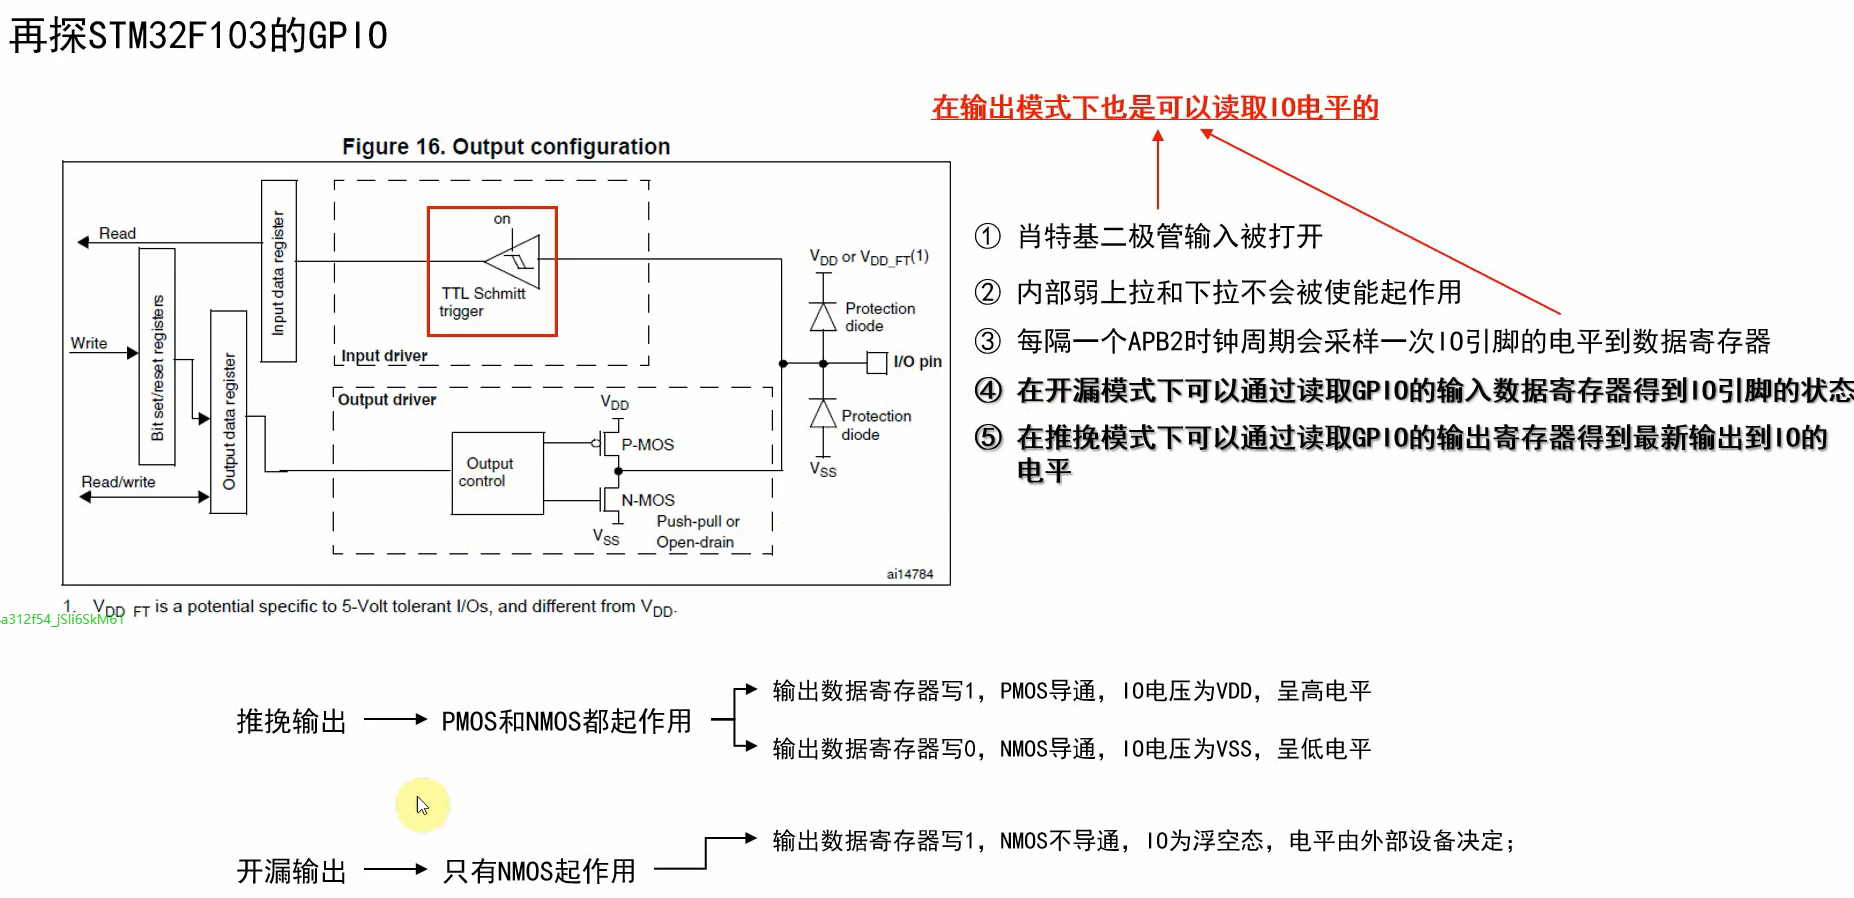 再探STM32F103的GPIO
在输出模式下也是可以读取IO电平的
Figure 16. Output configuration
on
Read
Input data register
TTL Schmitt
trigger
VDD or VDD_FT(1)
Protection
diode
Write
Bit set/reset registers
Input driver
I/O pin
Output driver
VDD
Output data register
P-MOS
Protection
diode
Output
control
Read/write
VSS
N-MOS
VSS
Push-pull or
Open-drain
ai14784
1. VDD_FT is a potential specific to 5-Volt tolerant I/Os, and different from VDD.
① 肖特基二极管输入被打开
② 内部弱上拉和下拉不会被使能起作用
③ 每隔一个APB2时钟周期会采样一次IO引脚的电平到数据寄存器
④ 在开漏模式下可以通过读取GPIO的输入数据寄存器得到IO引脚的状态
⑤ 在推挽模式下可以通过读取GPIO的输出寄存器得到最新输出到IO的
电平
推挽输出
PMOS和NMOS都起作用
输出数据寄存器写1，PMOS导通，IO电压为VDD，呈高电平
输出数据寄存器写0，NMOS导通，IO电压为VSS，呈低电平
开漏输出
只有NMOS起作用
输出数据寄存器写1，NMOS不导通，IO为浮空态，电平由外部设备决定；